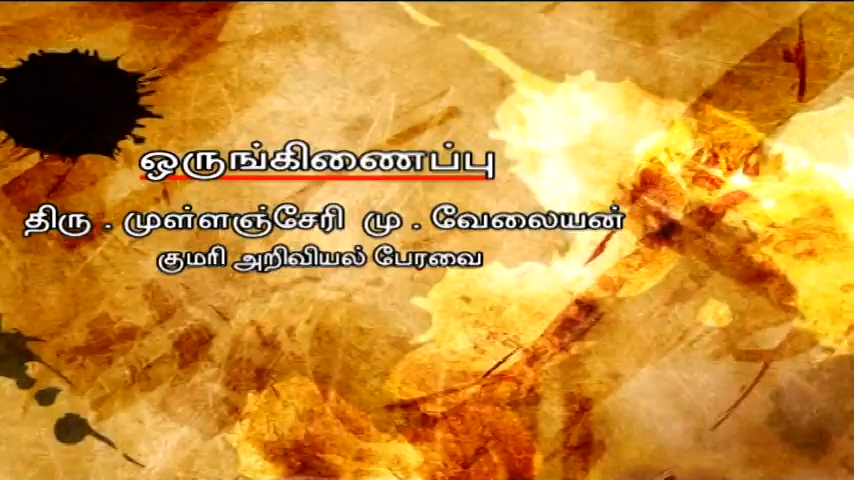 ஒருங்கிணைப்பு
திரு . முள்ளஞ்சேரி மு . வேலையன்
குமரி அறிவியல் பேரவை